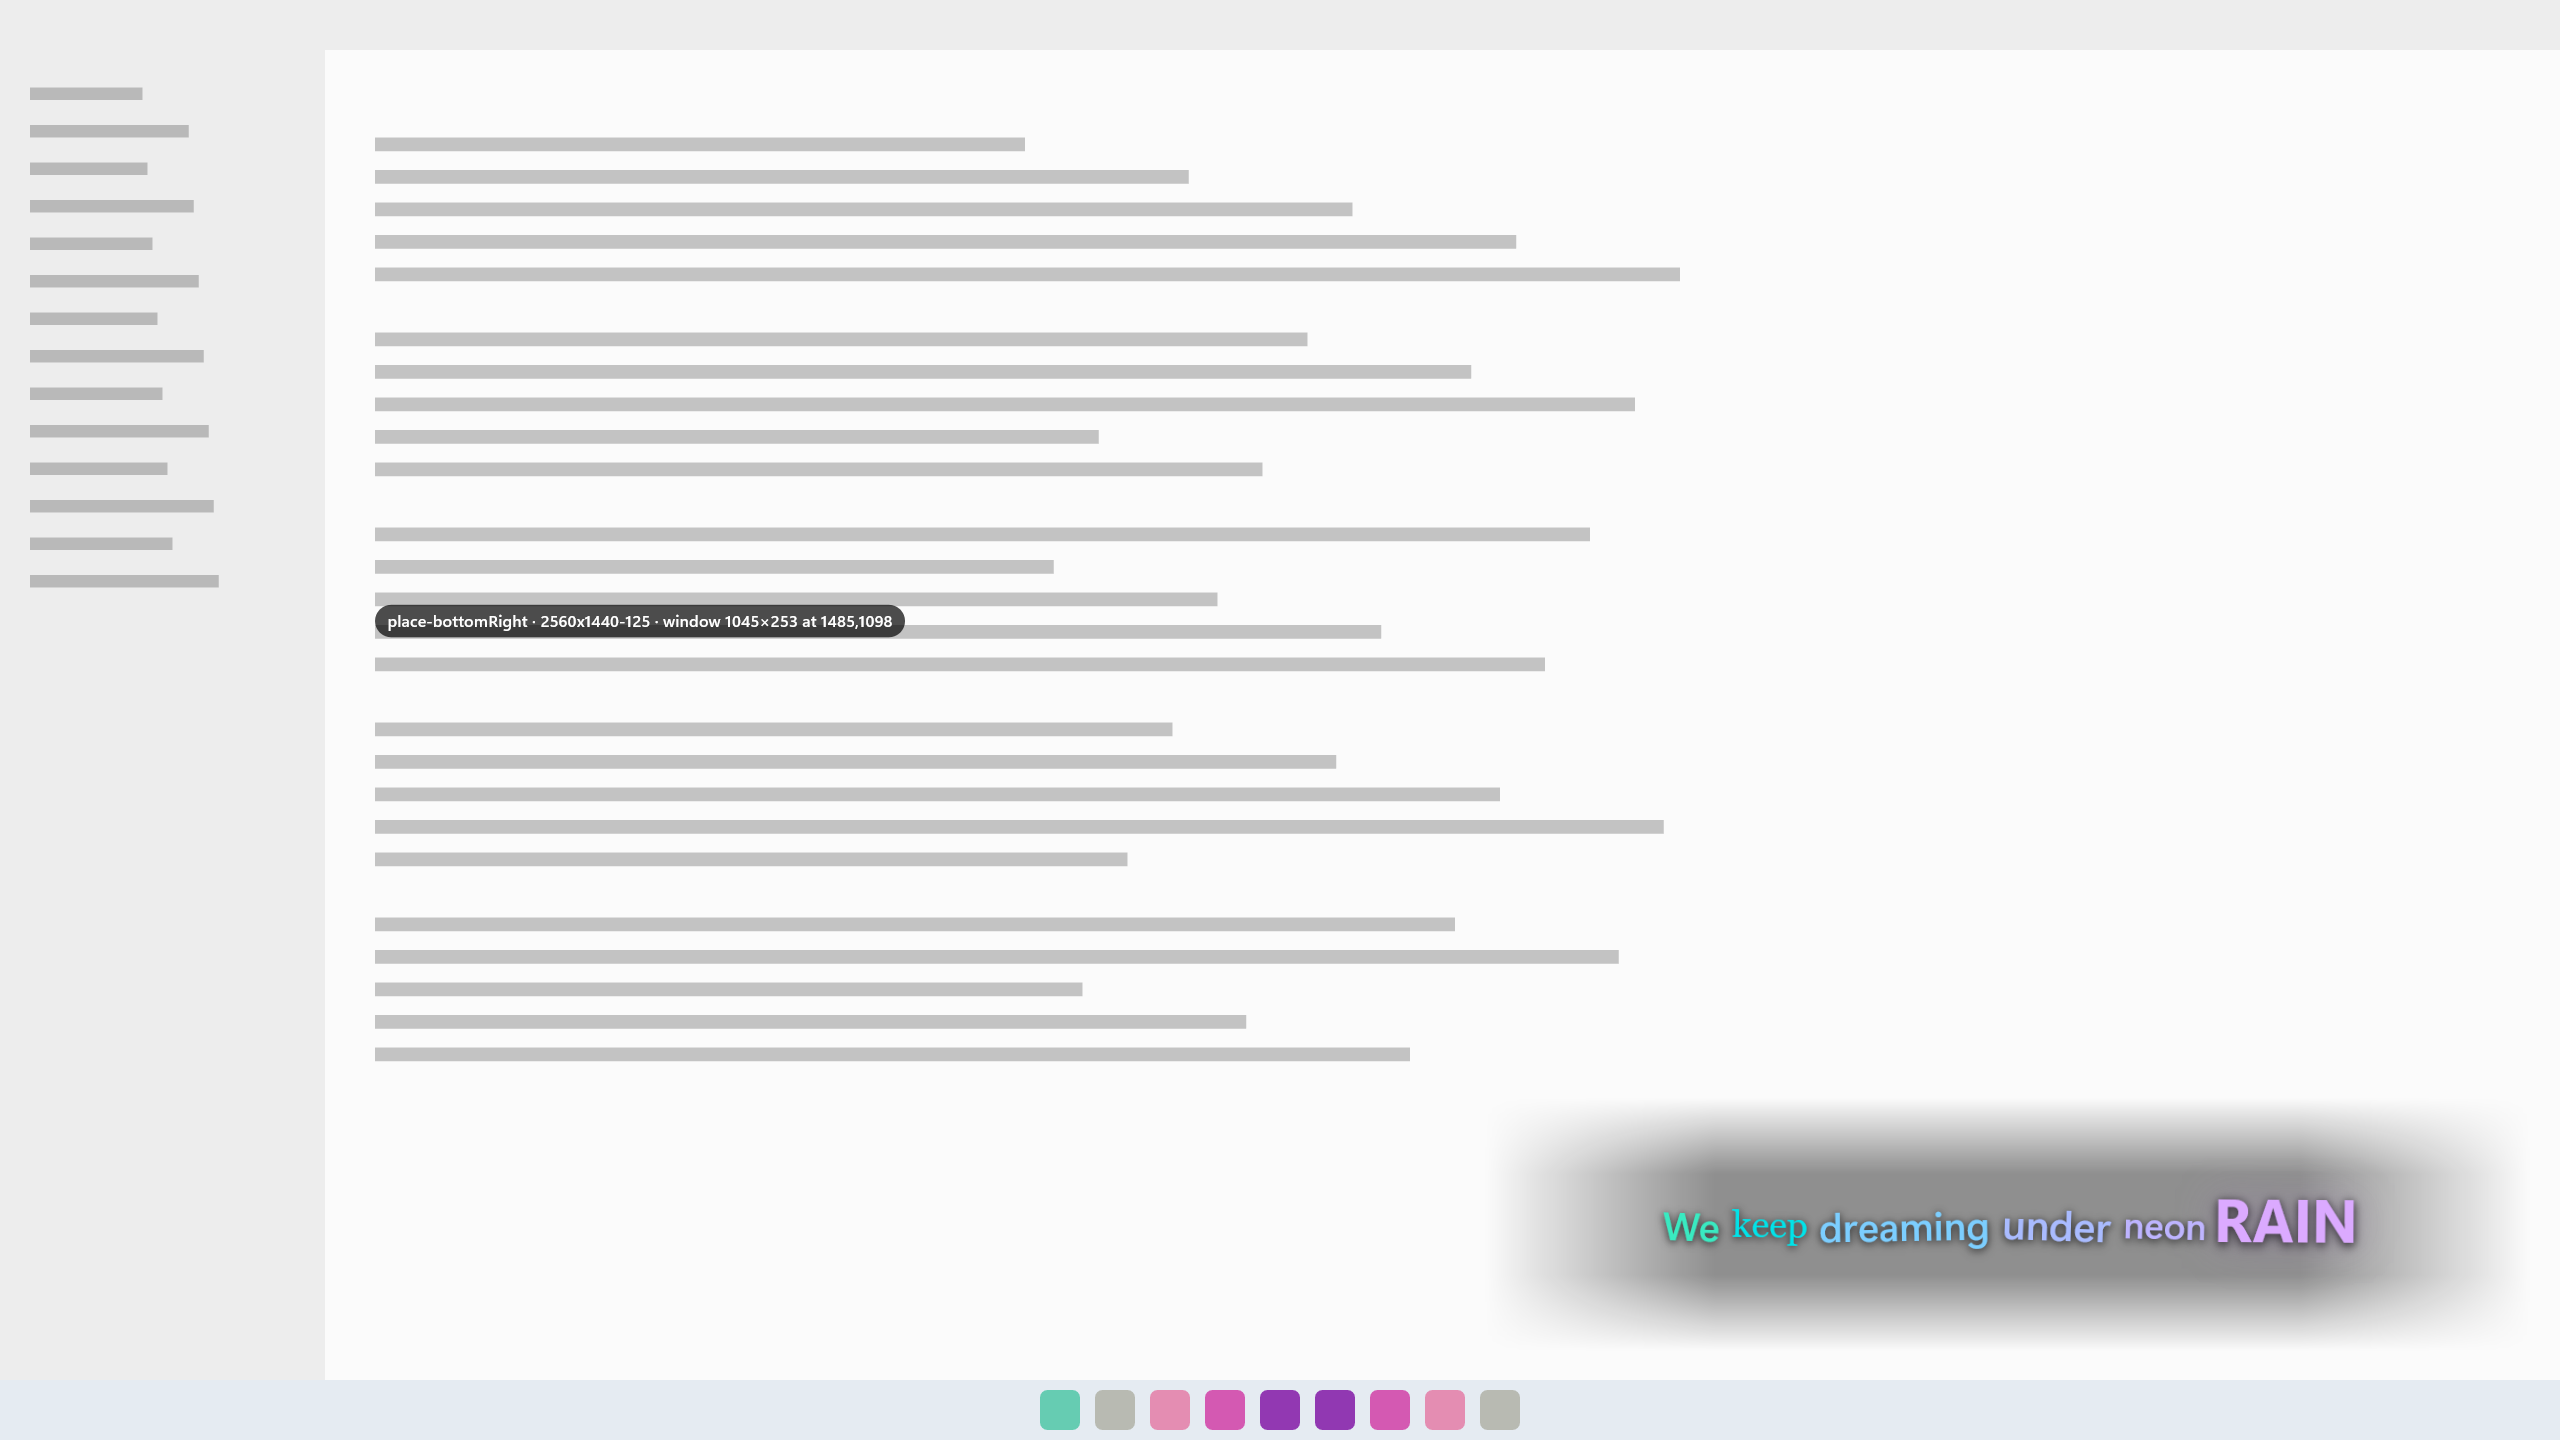 place-bottomRight · 2560x1440-125 · window 1045×253 at 1485,1098
We keep dreaming under neon RAIN